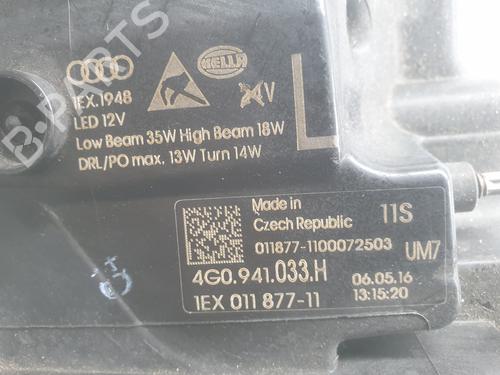 B-PARTS
HELLA
1EX.1948
LED 12V
Low Beam 35W High Beam 18W
DRL/PO max. 13W Turn 14W
L
Made in
Czech Republic
11S
011877-1100072503
UM7
4G0.941.033.H
06.05.16
1EX 011 877-11
13:15:20